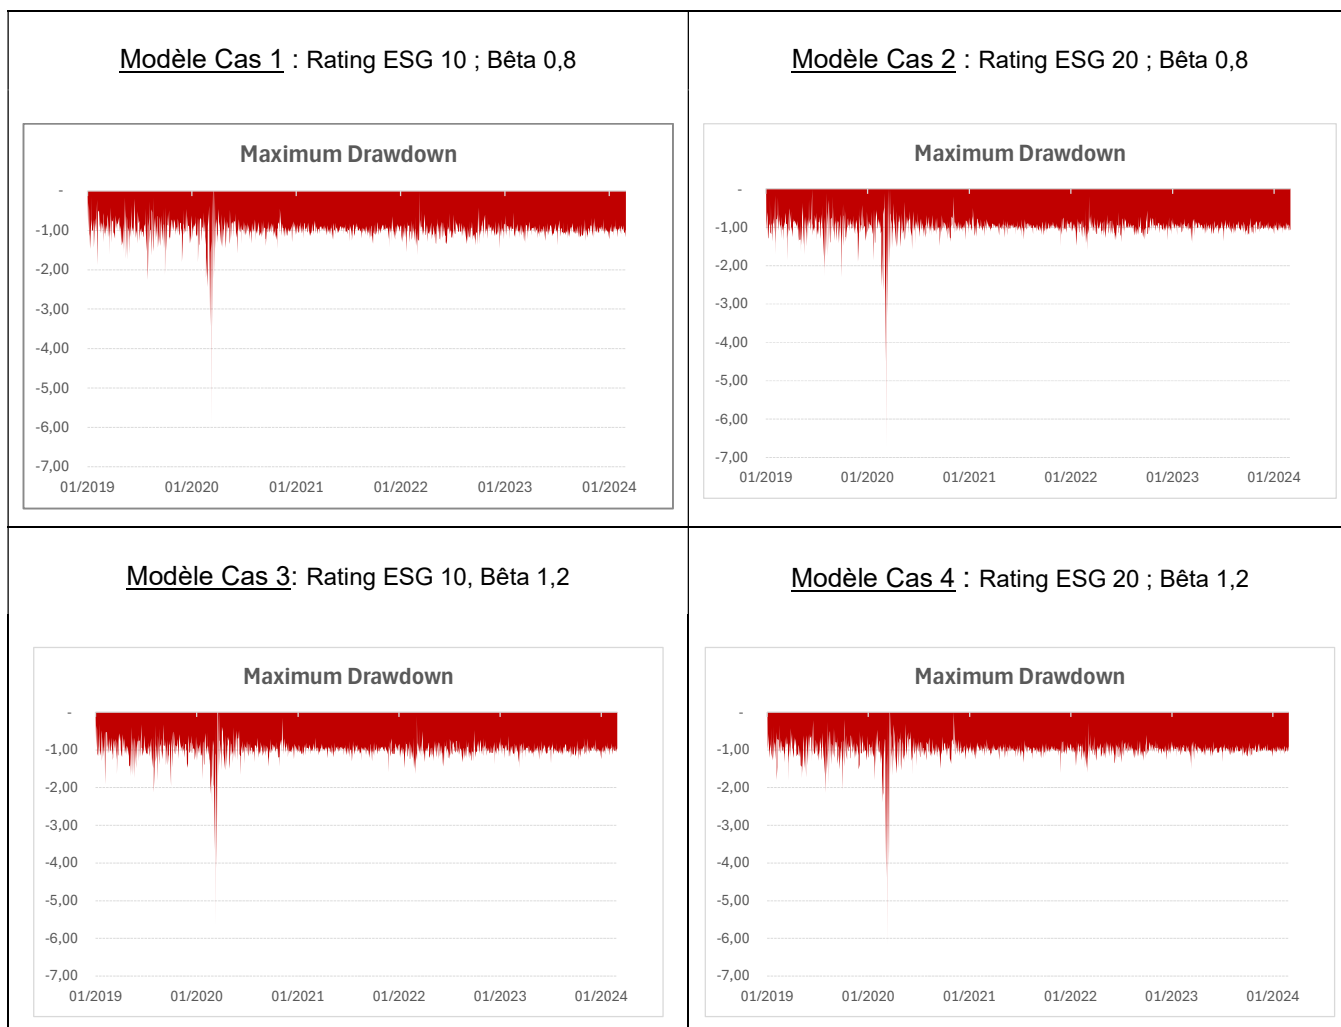 Modèle Cas 1 : Rating ESG 10 ; Bêta 0,8
Maximum Drawdown
-
-1,00
-2,00
-3,00
-4,00
-5,00
-6,00
-7,00
01/2019 01/2020 01/2021 01/2022 01/2023 01/2024
Modèle Cas 2 : Rating ESG 20 ; Bêta 0,8
Maximum Drawdown
-
-1,00
-2,00
-3,00
-4,00
-5,00
-6,00
-7,00
01/2019 01/2020 01/2021 01/2022 01/2023 01/2024
Modèle Cas 3: Rating ESG 10, Bêta 1,2
Maximum Drawdown
-
-1,00
-2,00
-3,00
-4,00
-5,00
-6,00
-7,00
01/2019 01/2020 01/2021 01/2022 01/2023 01/2024
Modèle Cas 4 : Rating ESG 20 ; Bêta 1,2
Maximum Drawdown
-
-1,00
-2,00
-3,00
-4,00
-5,00
-6,00
-7,00
01/2019 01/2020 01/2021 01/2022 01/2023 01/2024